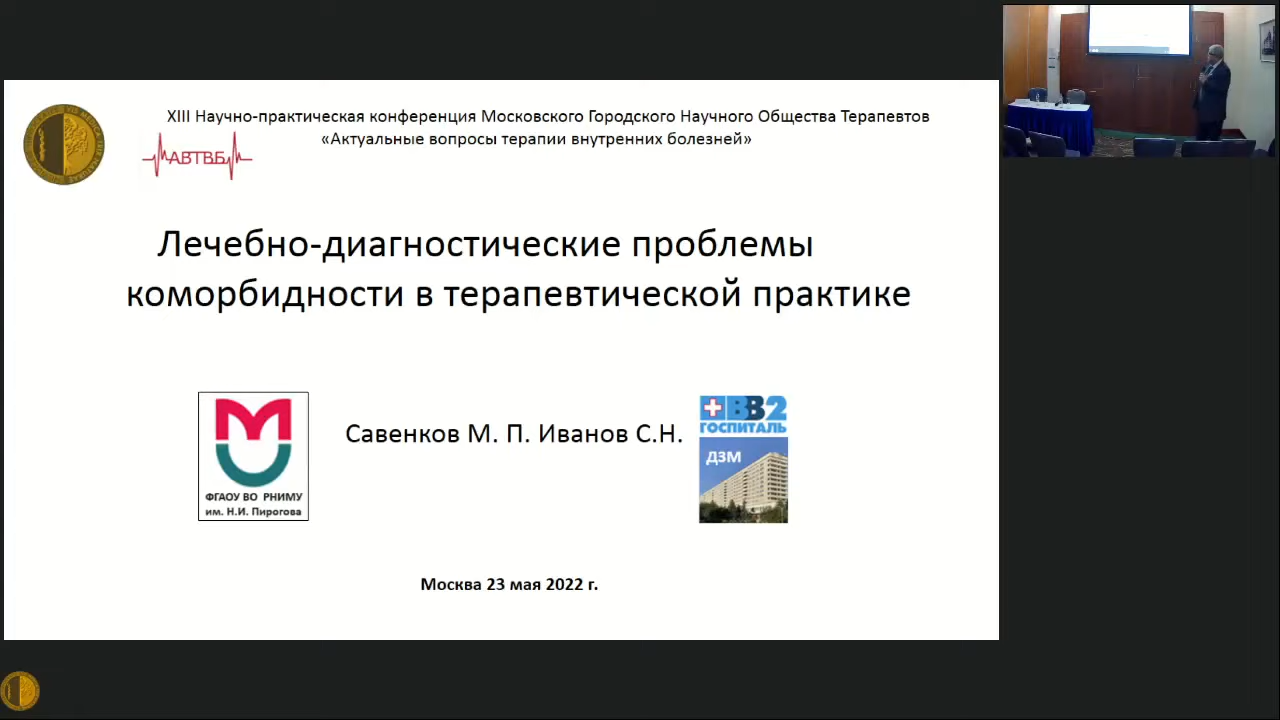 XIII Научно-практическая конференция Московского Городского Научного Общества Терапевтов
«Актуальные вопросы терапии внутренних болезней»
АВТВБ
Лечебно-диагностические проблемы
коморбидности в терапевтической практике
Савенков М. П. Иванов С.Н.
ФГАОУ ВО РНИМУ
им. Н.И. Пирогова
ВВ2
ГОСПИТАЛЬ
ДЗМ
Москва 23 мая 2022 г.